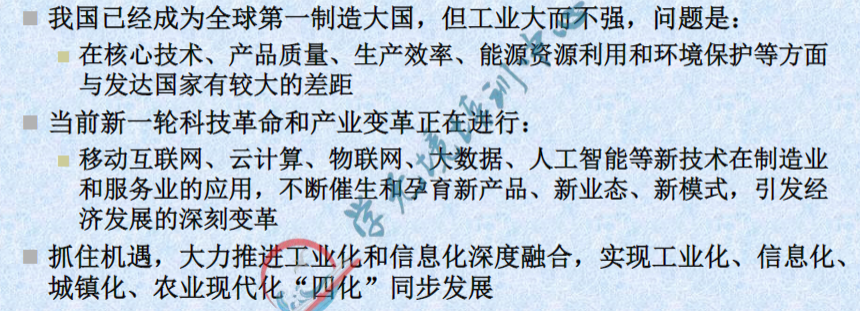 我国已经成为全球第一制造大国，但工业大而不强，问题是：
在核心技术、产品质量、生产效率、能源资源利用和环境保护等方面
与发达国家有较大的差距
当前新一轮科技革命和产业变革正在进行：
移动互联网、云计算、物联网、大数据、人工智能等新技术在制造业
和服务业的应用，不断催生和孕育新产品、新业态、新模式，引发经
济发展的深刻变革
抓住机遇，大力推进工业化和信息化深度融合，实现工业化、信息化、
城镇化、农业现代化“四化”同步发展
学无境培训中心